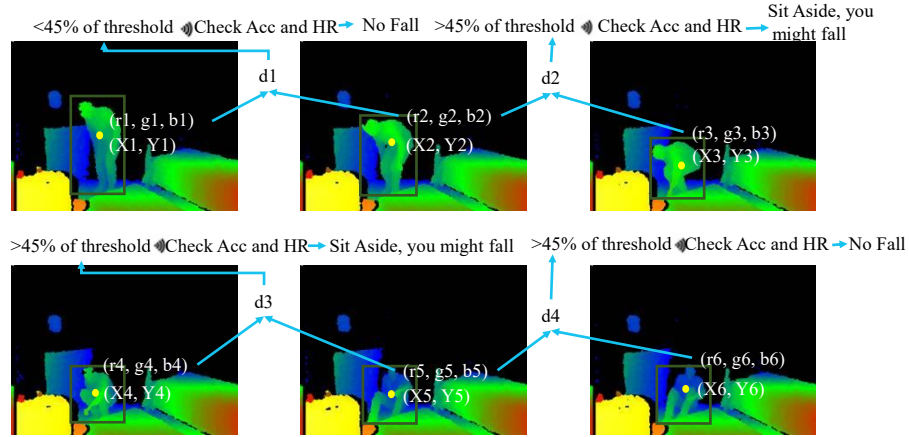 <45% of threshold Check Acc and HR No Fall
>45% of threshold Check Acc and HR Sit Aside, you
might fall
d1
d2
(r1, g1, b1)
(X1, Y1)
(r2, g2, b2)
(X2, Y2)
(r3, g3, b3)
(X3, Y3)
>45% of threshold Check Acc and HR Sit Aside, you might fall
>45% of threshold Check Acc and HR No Fall
d3
d4
(r4, g4, b4)
(X4, Y4)
(r5, g5, b5)
(X5, Y5)
(r6, g6, b6)
(X6, Y6)